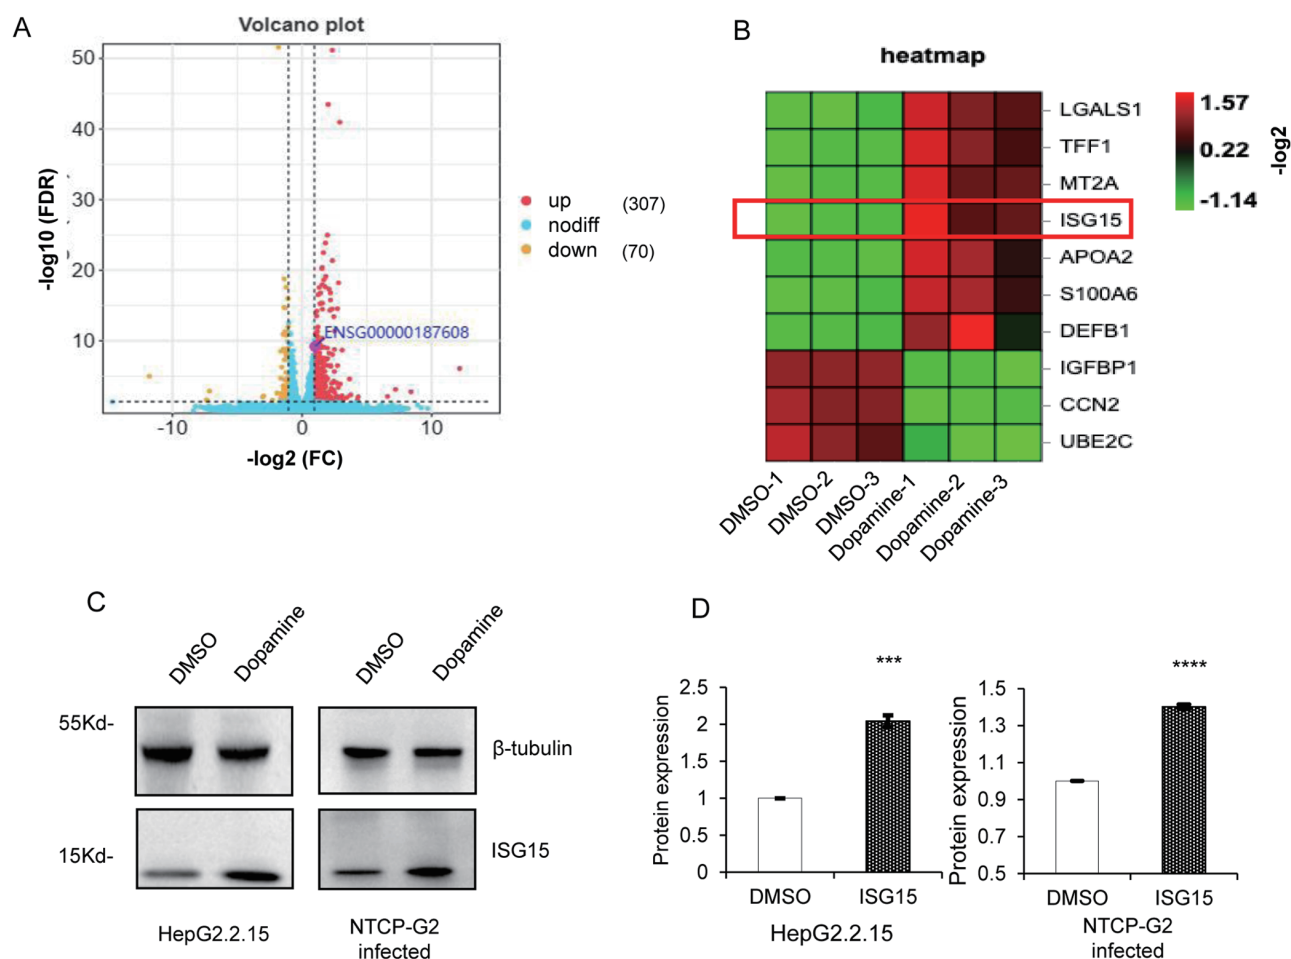 A
Volcano plot
50
40
30
20
10
-log10 (FDR)
ENSG00000187608
-10
0
10
-log2 (FC)
up (307)
nodiff
down (70)
B
heatmap
LGALS1
TFF1
MT2A
ISG15
APOA2
S100A6
DEFB1
IGFBP1
CCN2
UBE2C
DMSO-1
DMSO-2
DMSO-3
Dopamine-1
Dopamine-2
Dopamine-3
1.57
0.22
-1.14
-log2
C
DMSO
Dopamine
DMSO
Dopamine
55Kd-
β-tubulin
15Kd-
ISG15
HepG2.2.15
NTCP-G2
infected
D
Protein expression
2.5
2
1.5
1
0.5
0
***
DMSO
ISG15
HepG2.2.15
Protein expression
1.5
1.3
1.1
0.9
0.7
0.5
****
DMSO
ISG15
NTCP-G2
infected